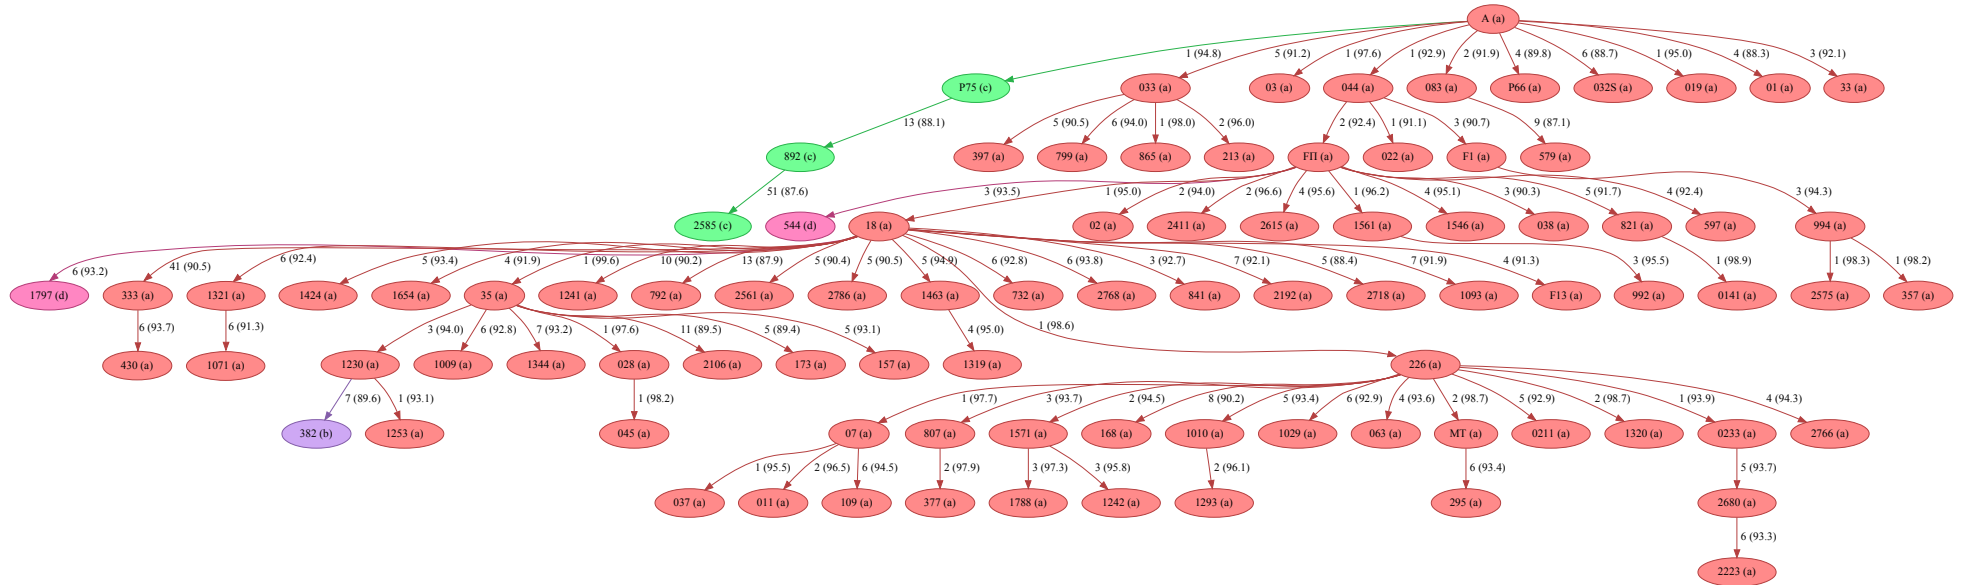 A (a)
1 (94.8) 5 (91.2) 1 (97.6) 1 (92.9) 2 (91.9) 4 (89.8) 6 (88.7) 1 (95.0) 4 (88.3) 3 (92.1)
P75 (c) 033 (a) 03 (a) 044 (a) 083 (a) P66 (a) 032S (a) 019 (a) 01 (a) 33 (a)
13 (88.1) 5 (90.5) 6 (94.0) 1 (98.0) 2 (96.0) 2 (92.4) 1 (91.1) 3 (90.7) 9 (87.1)
892 (c) 397 (a) 799 (a) 865 (a) 213 (a) FΠ (a) 022 (a) F1 (a) 579 (a)
51 (87.6) 3 (93.5) 1 (95.0) 2 (94.0) 2 (96.6) 4 (95.6) 1 (96.2) 4 (95.1) 3 (90.3) 5 (91.7) 4 (92.4) 3 (94.3)
2585 (c) 544 (d) 18 (a) 02 (a) 2411 (a) 2615 (a) 1561 (a) 1546 (a) 038 (a) 821 (a) 597 (a) 994 (a)
6 (93.2) 41 (90.5) 6 (92.4) 5 (93.4) 4 (91.9) 1 (99.6) 10 (90.2) 13 (87.9) 5 (90.4) 5 (90.5) 5 (94.9) 6 (92.8) 6 (93.8) 3 (92.7) 7 (92.1) 5 (88.4) 7 (91.9) 4 (91.3) 3 (95.5) 1 (98.9) 1 (98.3) 1 (98.2)
1797 (d) 333 (a) 1321 (a) 1424 (a) 1654 (a) 35 (a) 1241 (a) 792 (a) 2561 (a) 2786 (a) 1463 (a) 732 (a) 2768 (a) 841 (a) 2192 (a) 2718 (a) 1093 (a) F13 (a) 992 (a) 0141 (a) 2575 (a) 357 (a)
6 (93.7) 6 (91.3) 3 (94.0) 6 (92.8) 7 (93.2) 1 (97.6) 11 (89.5) 5 (89.4) 5 (93.1) 4 (95.0) 1 (98.6)
430 (a) 1071 (a) 1230 (a) 1009 (a) 1344 (a) 028 (a) 2106 (a) 173 (a) 157 (a) 1319 (a) 226 (a)
7 (89.6) 1 (93.1) 1 (98.2) 1 (97.7) 3 (93.7) 2 (94.5) 8 (90.2) 5 (93.4) 6 (92.9) 4 (93.6) 2 (98.7) 5 (92.9) 2 (98.7) 1 (93.9) 4 (94.3)
382 (b) 1253 (a) 045 (a) 07 (a) 807 (a) 1571 (a) 168 (a) 1010 (a) 1029 (a) 063 (a) MT (a) 0211 (a) 1320 (a) 0233 (a) 2766 (a)
1 (95.5) 2 (96.5) 6 (94.5) 2 (97.9) 3 (97.3) 3 (95.8) 2 (96.1) 6 (93.4) 5 (93.7)
037 (a) 011 (a) 109 (a) 377 (a) 1788 (a) 1242 (a) 1293 (a) 295 (a) 2680 (a)
6 (93.3)
2223 (a)